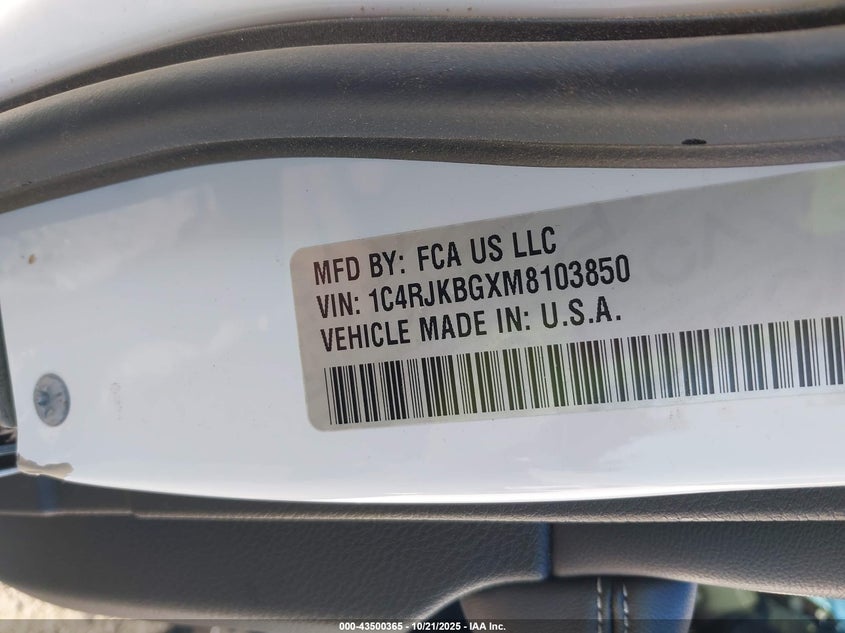 MFD BY: FCA US LLC
VIN: 1C4RJKBGXM8103850
VEHICLE MADE IN: U.S.A.
000-43500365 - 10/21/2025 - IAA Inc.